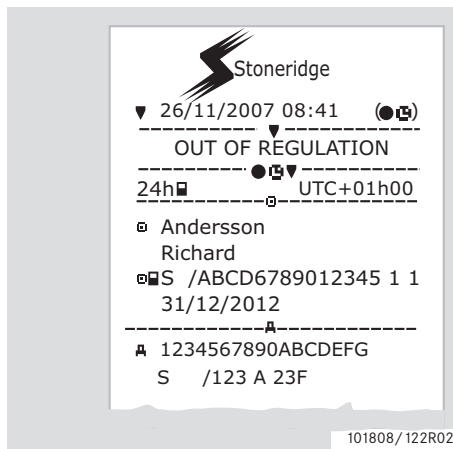 Stoneridge
▼ 26/11/2007 08:41 (●)
OUT OF REGULATION
24h UTC+01h00
Andersson
Richard
S /ABCD6789012345 1 1
31/12/2012
1234567890ABCDEFG
S /123 A 23F
101808/122R02